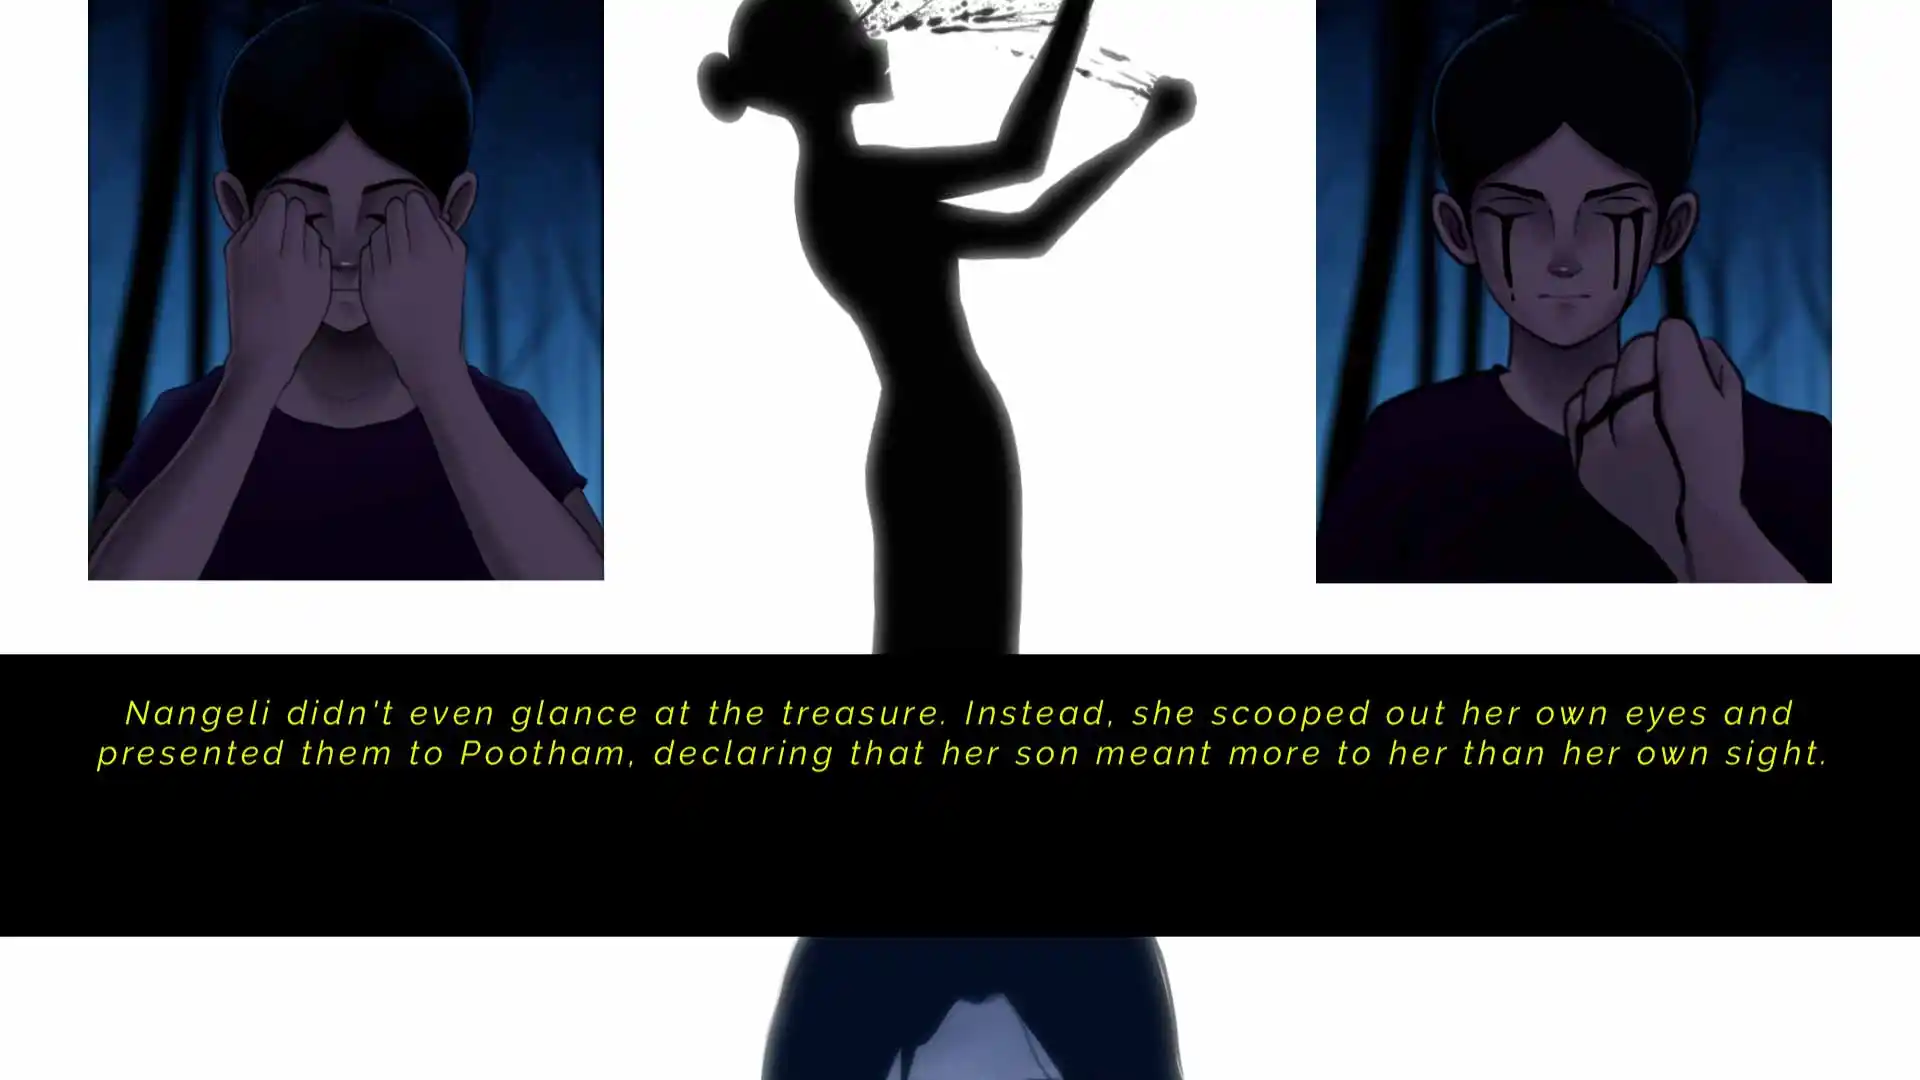 Nangeli didn't even glance at the treasure. Instead, she scooped out her own eyes and
presented them to Pootham, declaring that her son meant more to her than her own sight.